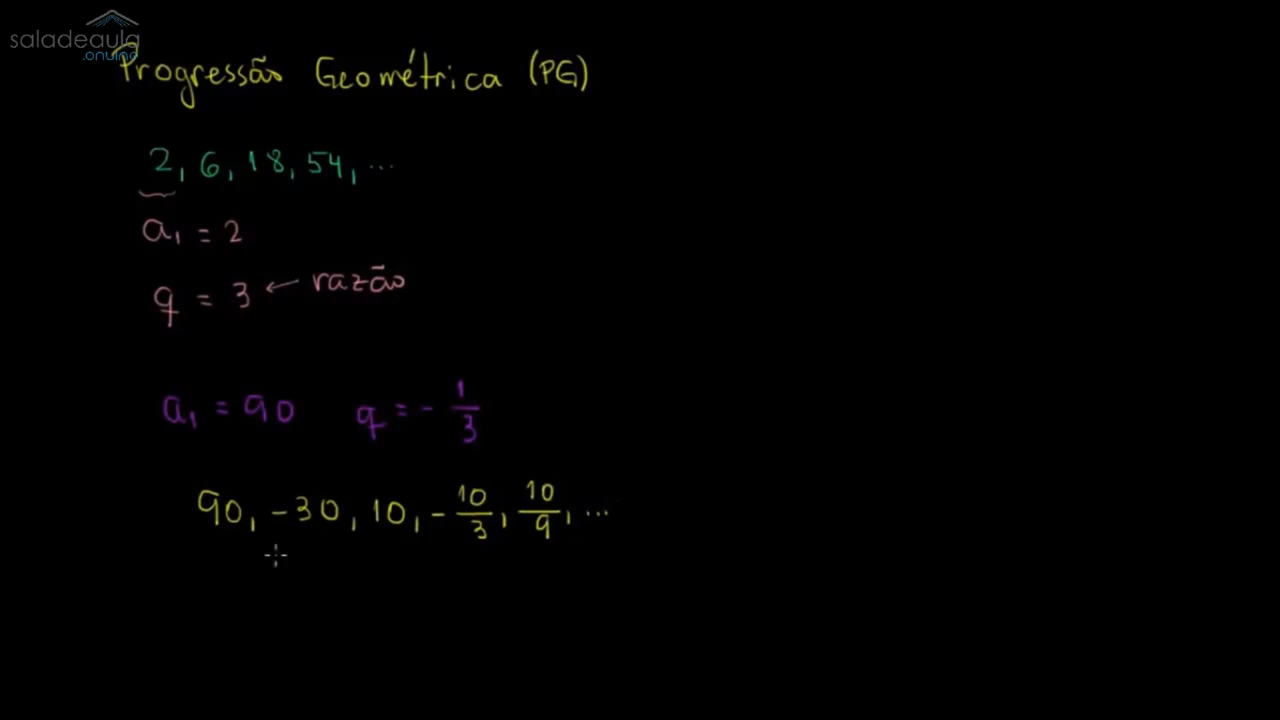 saladeaula
.online
Progressão Geométrica (PG)
2, 6, 18, 54, ...
a₁ = 2
q = 3 ← razão
a₁ = 90 q = - 1/3
90, -30, 10, - 10/3, 10/9, ...